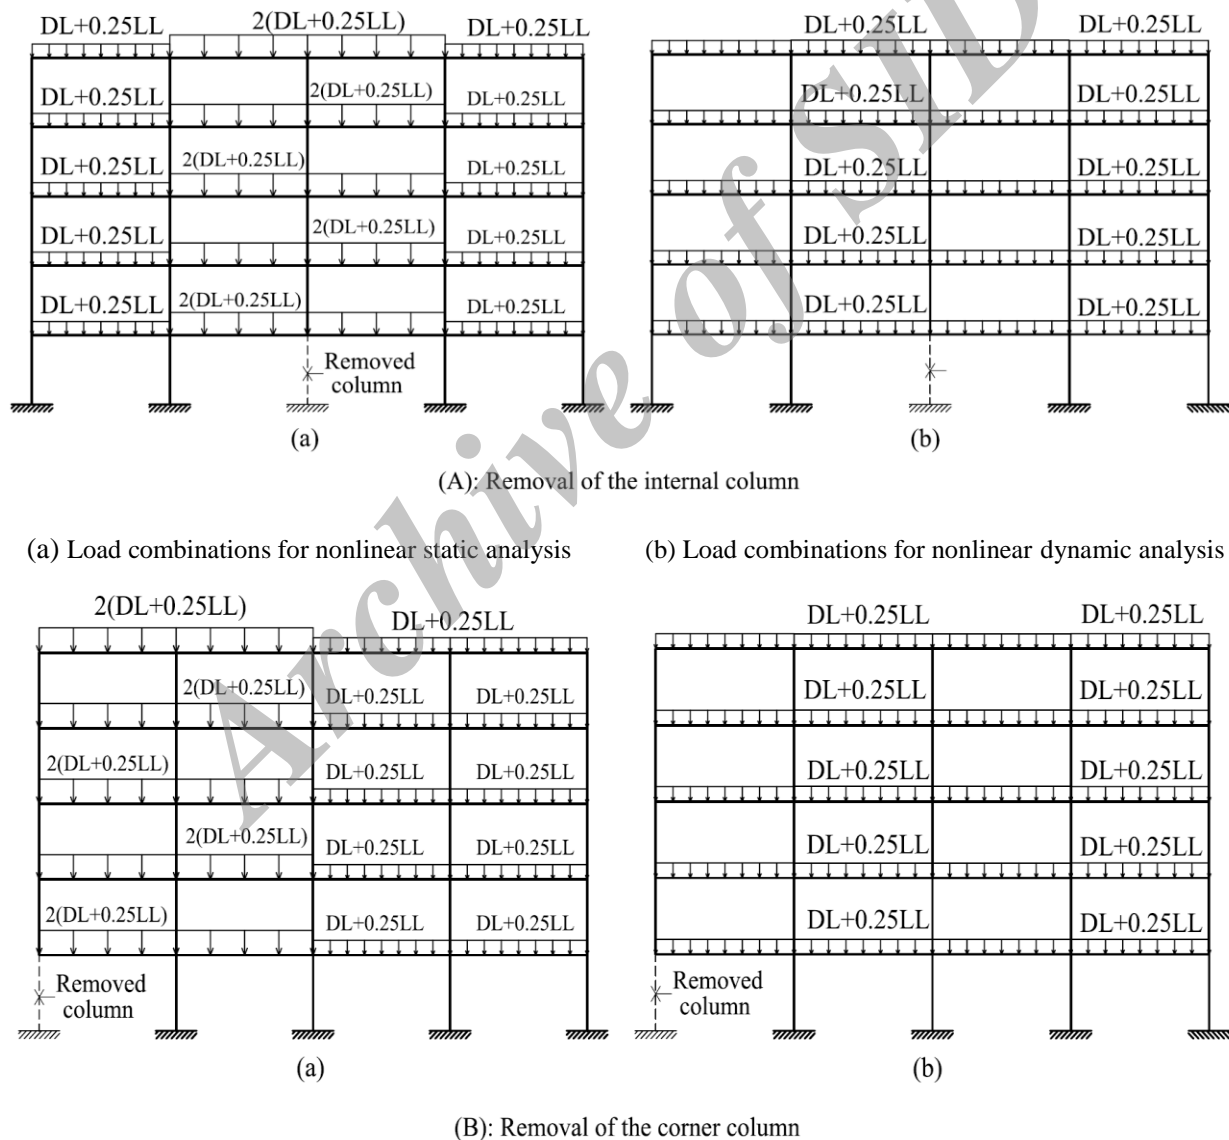 DL+0.25LL 2(DL+0.25LL) DL+0.25LL
DL+0.25LL 2(DL+0.25LL) DL+0.25LL
DL+0.25LL 2(DL+0.25LL) DL+0.25LL
DL+0.25LL 2(DL+0.25LL) DL+0.25LL
DL+0.25LL 2(DL+0.25LL) DL+0.25LL
Removed
column
(a)
DL+0.25LL DL+0.25LL
DL+0.25LL DL+0.25LL
DL+0.25LL DL+0.25LL
DL+0.25LL DL+0.25LL
DL+0.25LL DL+0.25LL
(b)
(A): Removal of the internal column
(a) Load combinations for nonlinear static analysis
(b) Load combinations for nonlinear dynamic analysis
2(DL+0.25LL) DL+0.25LL
2(DL+0.25LL) DL+0.25LL DL+0.25LL
2(DL+0.25LL) DL+0.25LL DL+0.25LL
2(DL+0.25LL) DL+0.25LL DL+0.25LL
2(DL+0.25LL) DL+0.25LL DL+0.25LL
Removed
column
(a)
DL+0.25LL DL+0.25LL
DL+0.25LL DL+0.25LL
DL+0.25LL DL+0.25LL
DL+0.25LL DL+0.25LL
DL+0.25LL DL+0.25LL
Removed
column
(b)
(B): Removal of the corner column
Archive of SID